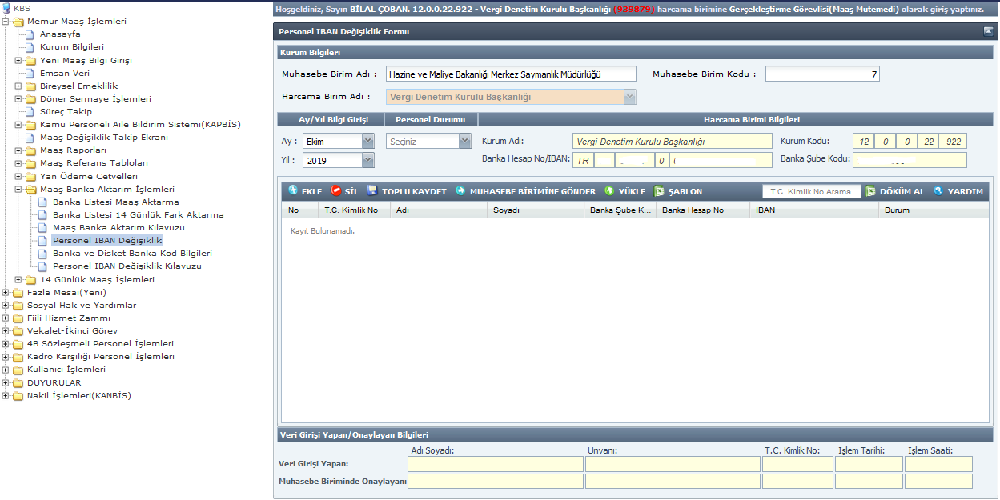 KBS
Memur Maaş İşlemleri
Anasayfa
Kurum Bilgileri
Yeni Maaş Bilgi Girişi
Emsan Veri
Bireysel Emeklilik
Döner Sermaye İşlemleri
Süreç Takip
Kamu Personeli Aile Bildirim Sistemi(KAPBİS)
Maaş Değişiklik Takip Ekranı
Maaş Raporları
Maaş Referans Tabloları
Yan Ödeme Cetvelleri
Maaş Banka Aktarım İşlemleri
Banka Listesi Maaş Aktarma
Banka Listesi 14 Günlük Fark Aktarma
Maaş Banka Aktarım Kılavuzu
Personel IBAN Değişiklik
Banka ve Disket Banka Kod Bilgileri
Personel IBAN Değişiklik Kılavuzu
14 Günlük Maaş İşlemleri
Fazla Mesai(Yeni)
Sosyal Hak ve Yardımlar
Fiili Hizmet Zammı
Vekalet-İkinci Görev
4B Sözleşmeli Personel İşlemleri
Kadro Karşılığı Personel İşlemleri
Kullanıcı İşlemleri
DUYURULAR
Nakil İşlemleri(KANBİS)
Hoşgeldiniz, Sayın BİLAL ÇOBAN. 12.0.0.22.922 - Vergi Denetim Kurulu Başkanlığı (939879) harcama birimine Gerçekleştirme Görevlisi(Maaş Mutemedi) olarak giriş yaptınız.
Personel IBAN Değişiklik Formu
Kurum Bilgileri
Muhasebe Birim Adı : Hazine ve Maliye Bakanlığı Merkez Saymanlık Müdürlüğü Muhasebe Birim Kodu : 7
Harcama Birim Adı : Vergi Denetim Kurulu Başkanlığı
Ay/Yıl Bilgi Girişi Personel Durumu Harcama Birimi Bilgileri
Ay : Ekim Seçiniz Kurum Adı: Vergi Denetim Kurulu Başkanlığı Kurum Kodu: 12 0 0 22 922
Yıl : 2019 Banka Hesap No/IBAN: TR 0 Banka Şube Kodu:
EKLE SİL TOPLU KAYDET MUHASEBE BİRİMİNE GÖNDER YÜKLE ŞABLON T.C. Kimlik No Arama... DÖKÜM AL YARDIM
No T.C. Kimlik No Adı Soyadı Banka Şube K... Banka Hesap No IBAN Durum
Kayıt Bulunamadı.
Veri Girişi Yapan/Onaylayan Bilgileri
Adı Soyadı: Unvanı: T.C. Kimlik No: İşlem Tarihi: İşlem Saati:
Veri Girişi Yapan:
Muhasebe Biriminde Onaylayan: